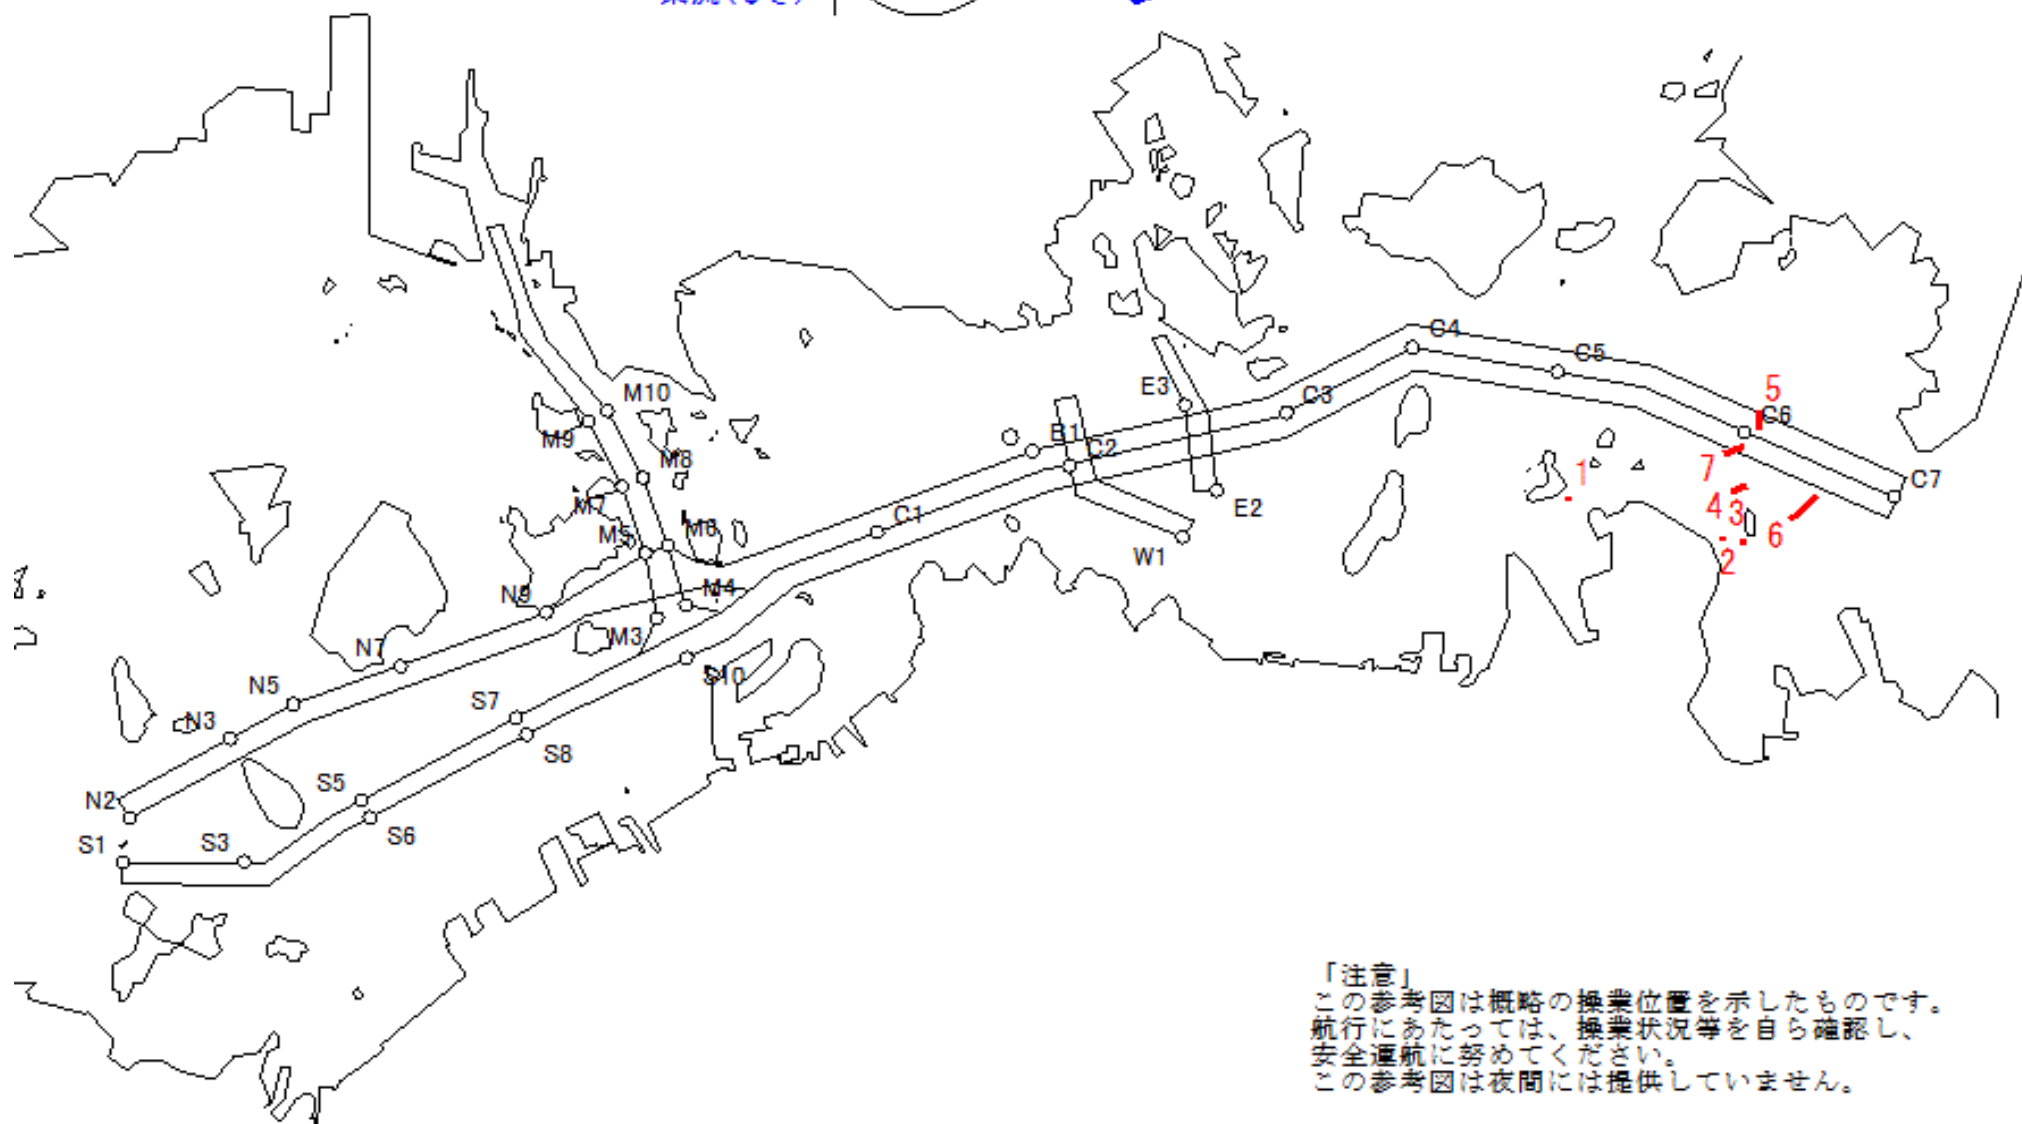 C4
C5
M10
E3
C3
5
C6
M9
B1
C2
M8
7
1
C7
M7
4
3
E2
C1
M5
M6
6
W1
2
N9
M4
M3
N7
S10
N5
S7
N3
S8
S5
N2
S6
S1
S3
「注意」
この参考図は概略の操業位置を示したものです。
航行にあたっては、操業状況等を自ら確認し、
安全運航に努めてください。
この参考図は夜間には提供していません。